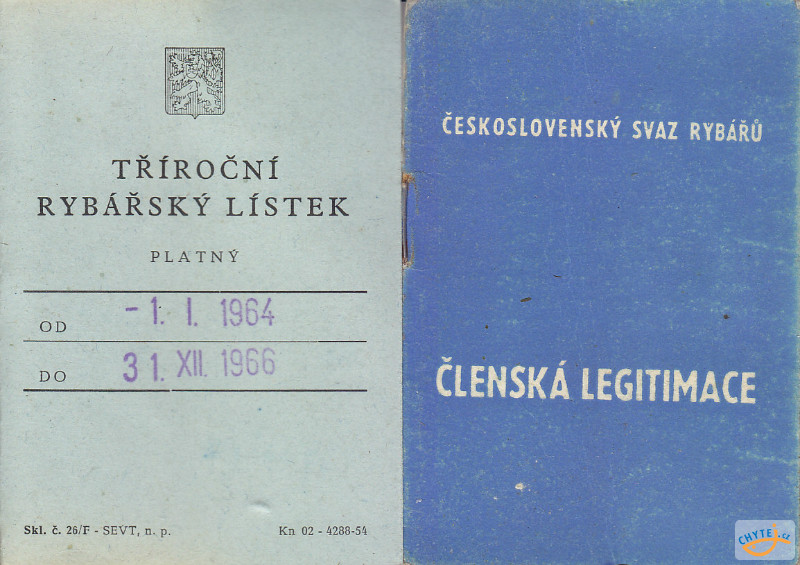 TŘÍROČNÍ
RYBÁŘSKÝ LÍSTEK
PLATNÝ
OD - 1. I. 1964
DO 31. XII. 1966
Skl. č. 26/F - SEVT, n. p. Kn 02 - 4288-54
ČESKOSLOVENSKÝ SVAZ RYBÁŘŮ
ČLENSKÁ LEGITIMACE
CHYTEJ.cz